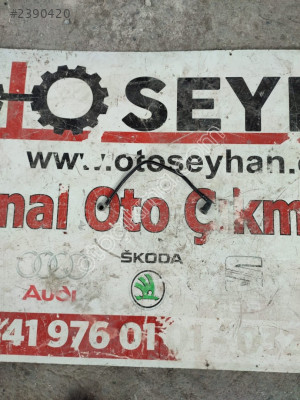 #2390420
OSEYH
www.otoseyhan.c
nal Oto Çıkm
ŠKODA
Audi
41 976 01